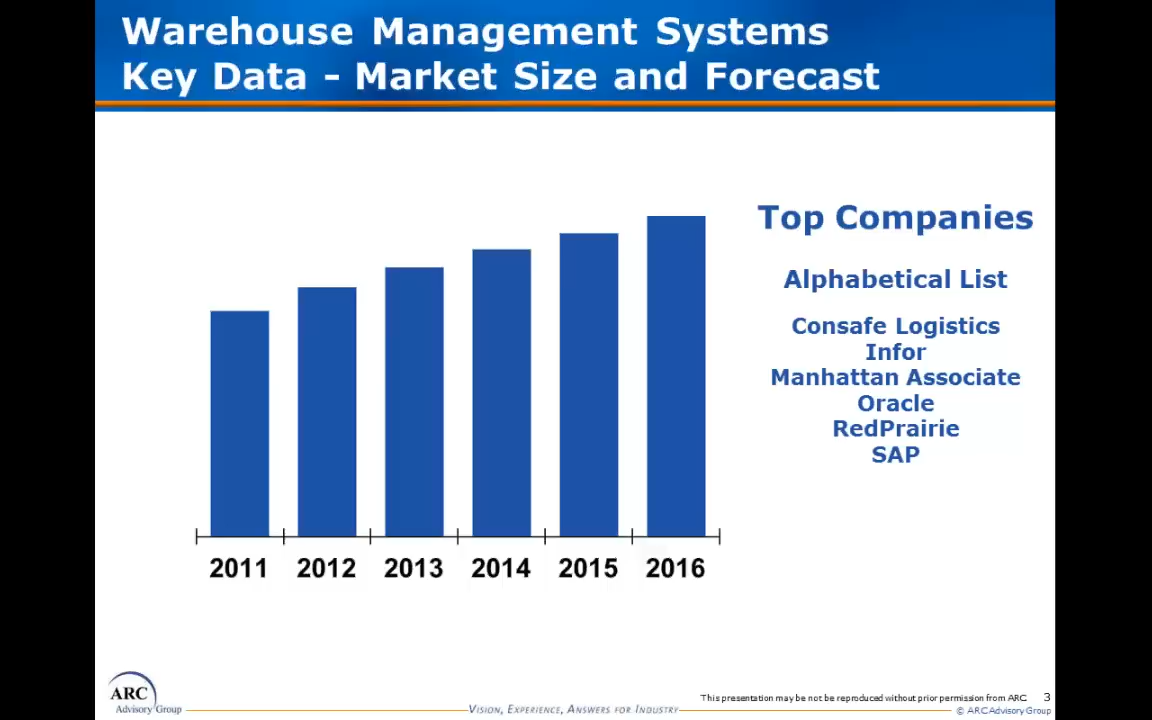 Warehouse Management Systems
Key Data - Market Size and Forecast
Top Companies
Alphabetical List
Consafe Logistics
Infor
Manhattan Associate
Oracle
RedPrairie
SAP
2011 2012 2013 2014 2015 2016
ARC
Advisory Group
VISION, EXPERIENCE, ANSWERS FOR INDUSTRY
This presentation may be not be reproduced without prior permission from ARC 3
© ARC Advisory Group